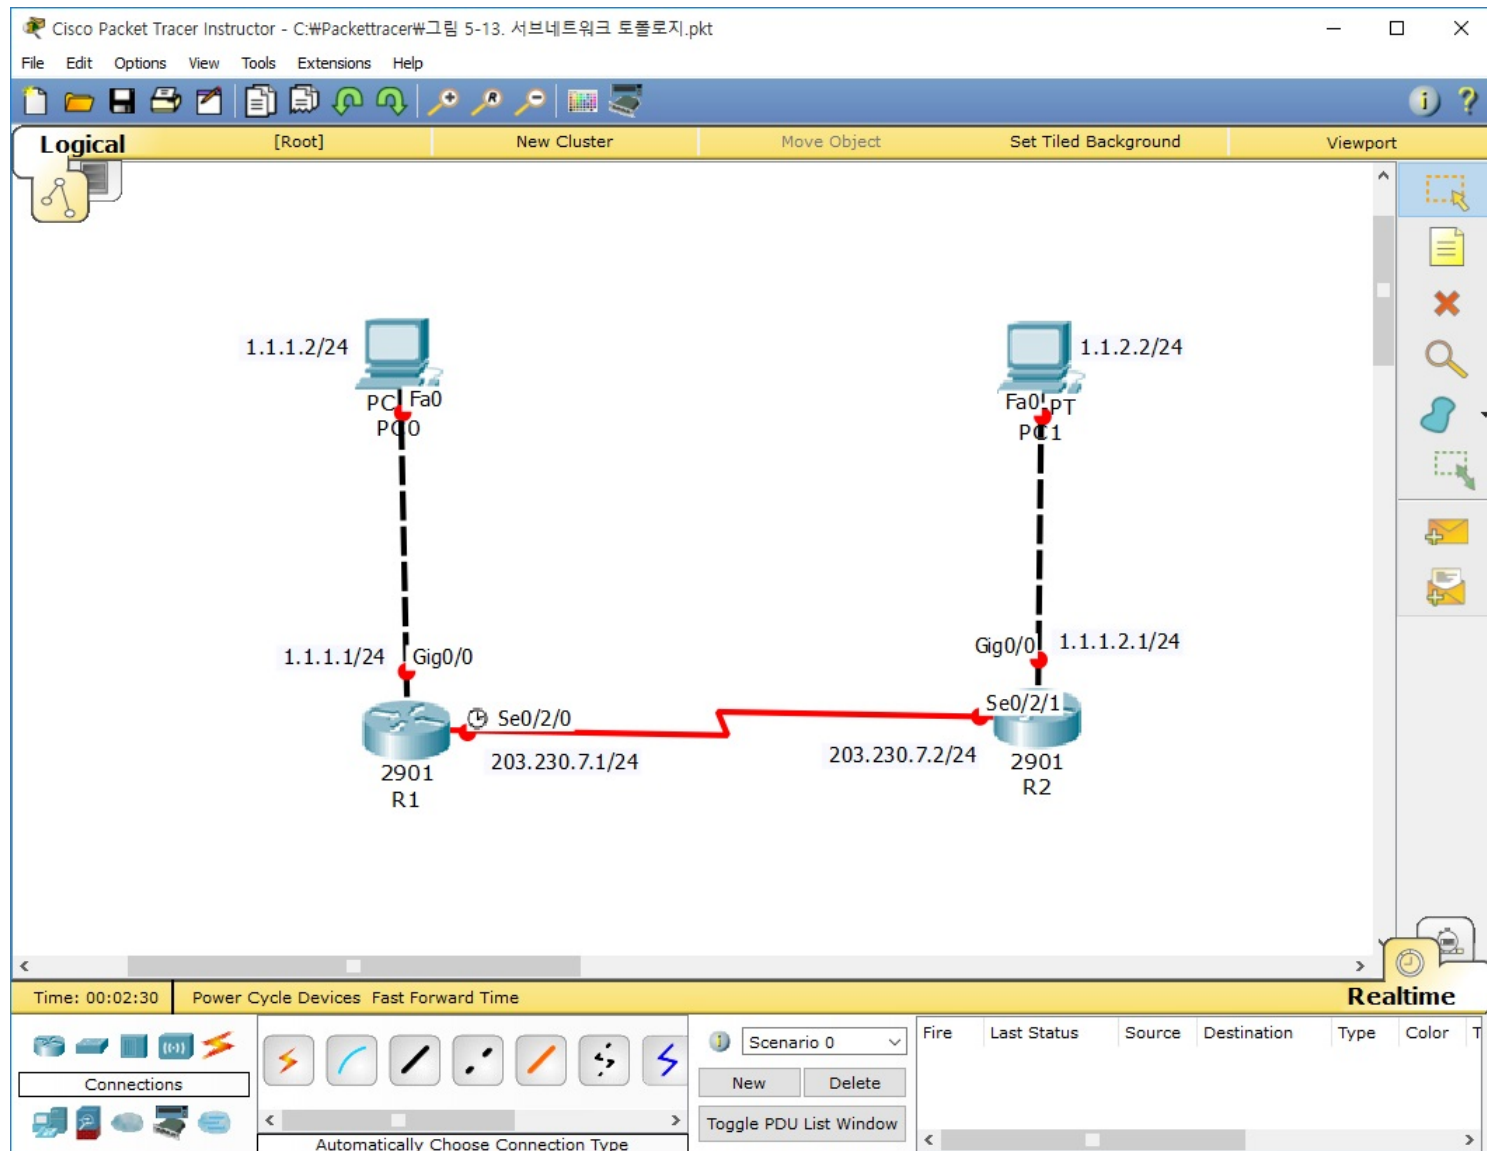 Cisco Packet Tracer Instructor - C:₩Packettracer₩그림 5-13. 서브네트워크 토폴로지.pkt
File Edit Options View Tools Extensions Help
Logical [Root] New Cluster Move Object Set Tiled Background Viewport
1.1.1.2/24
1.1.2.2/24
PC Fa0
PC0
Fa0 -PT
PC1
1.1.1.1/24 Gig0/0
Gig0/0 1.1.1.2.1/24
Se0/2/0
Se0/2/1
203.230.7.1/24
203.230.7.2/24
2901
R1
2901
R2
Time: 00:02:30 Power Cycle Devices Fast Forward Time Realtime
Connections
Automatically Choose Connection Type
Scenario 0
New Delete
Toggle PDU List Window
Fire Last Status Source Destination Type Color T